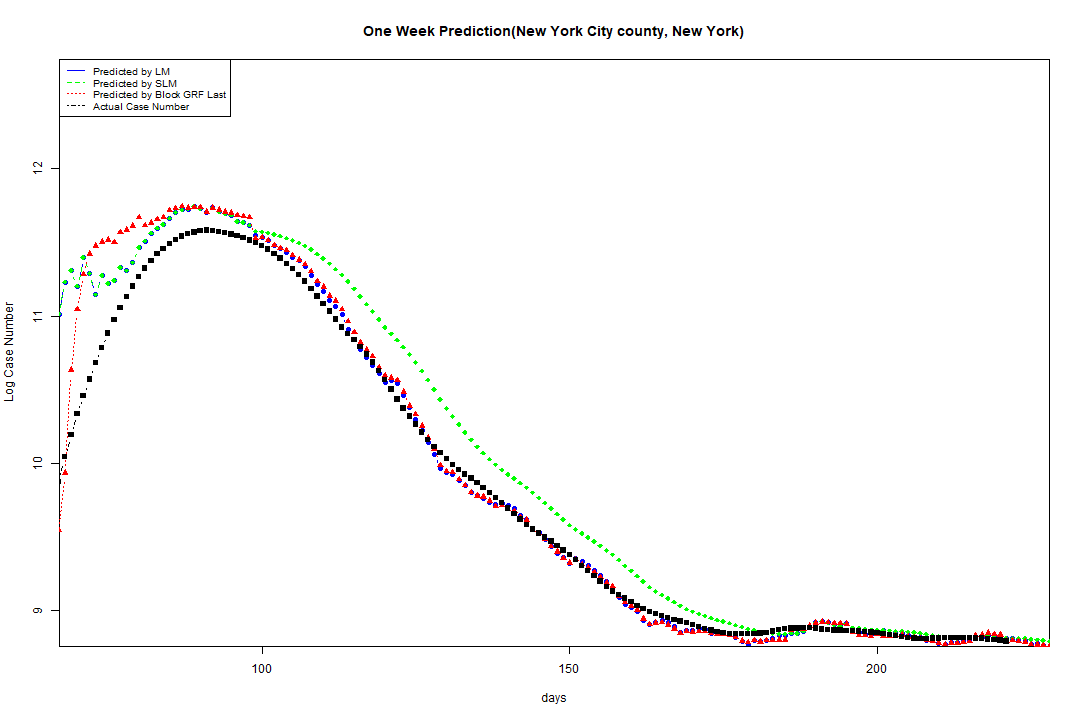 One Week Prediction(New York City county, New York)
Predicted by LM
Predicted by SLM
Predicted by Block GRF Last
Actual Case Number
12
11
10
9
Log Case Number
100
150
200
days